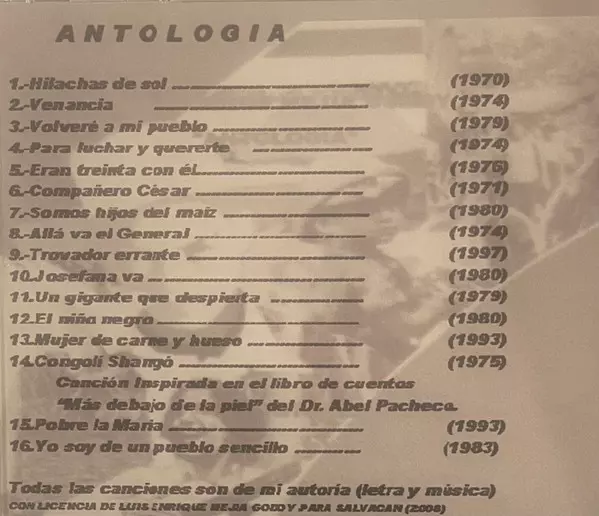 ANTOLOGIA
1.-Hilachas de sol (1970)
2.-Venancia (1974)
3.-Volveré a mi pueblo (1979)
4.-Para luchar y quererte (1974)
5.-Eran treinta con él (1976)
6.-Compañero César (1971)
7.-Somos hijos del maíz (1980)
8.-Allá va el General (1974)
9.-Trovador errante (1997)
10.Josefana va (1980)
11.Un gigante que despierta (1979)
12.El niño negro (1980)
13.Mujer de carne y hueso (1993)
14.Congolí Shangó (1975)
Canción Inspirada en el libro de cuentos
"Más debajo de la piel" del Dr. Abel Pacheco.
15.Pobre la Maria (1993)
16.Yo soy de un pueblo sencillo (1983)
Todas las canciones son de mi autoría (letra y música)
CON LICENCIA DE LUIS ENRIQUE MEJIA GODOY PARA SALVACAN (2008)